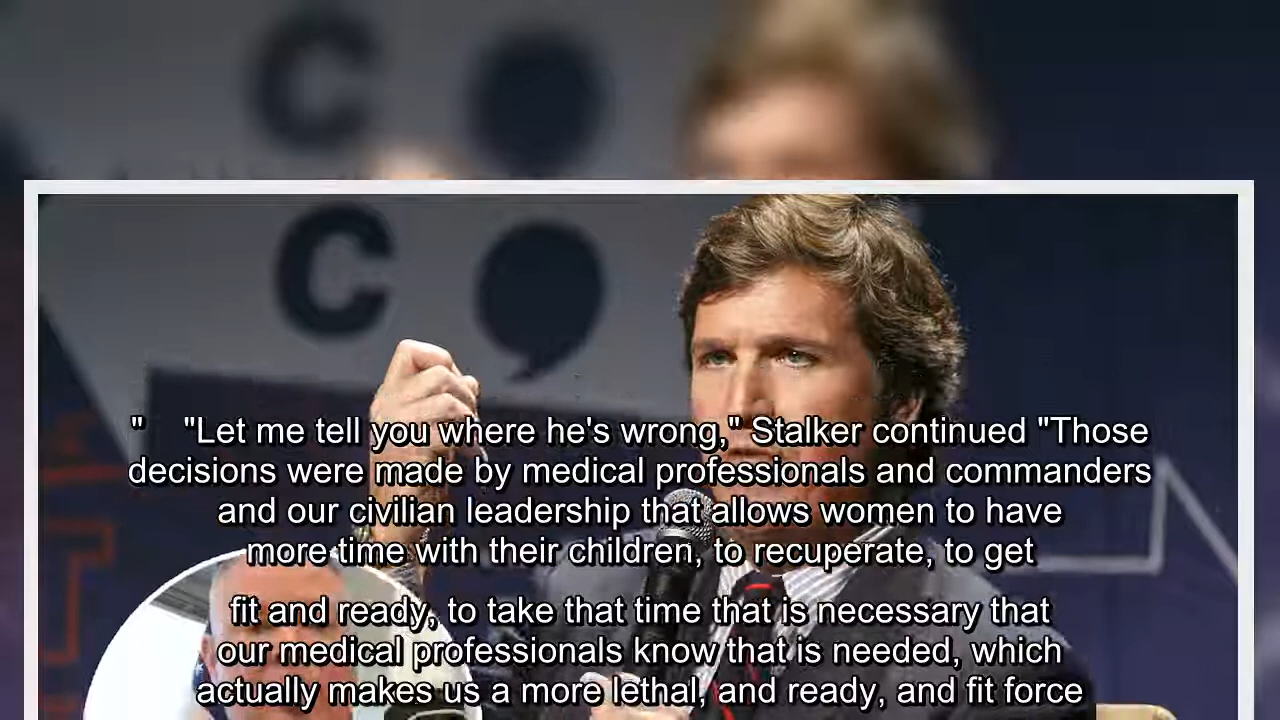 C
"    "Let me tell you where he's wrong," Stalker continued "Those
decisions were made by medical professionals and commanders
and our civilian leadership that allows women to have
more time with their children, to recuperate, to get
fit and ready, to take that time that is necessary that
our medical professionals know that is needed, which
actually makes us a more lethal, and ready, and fit force